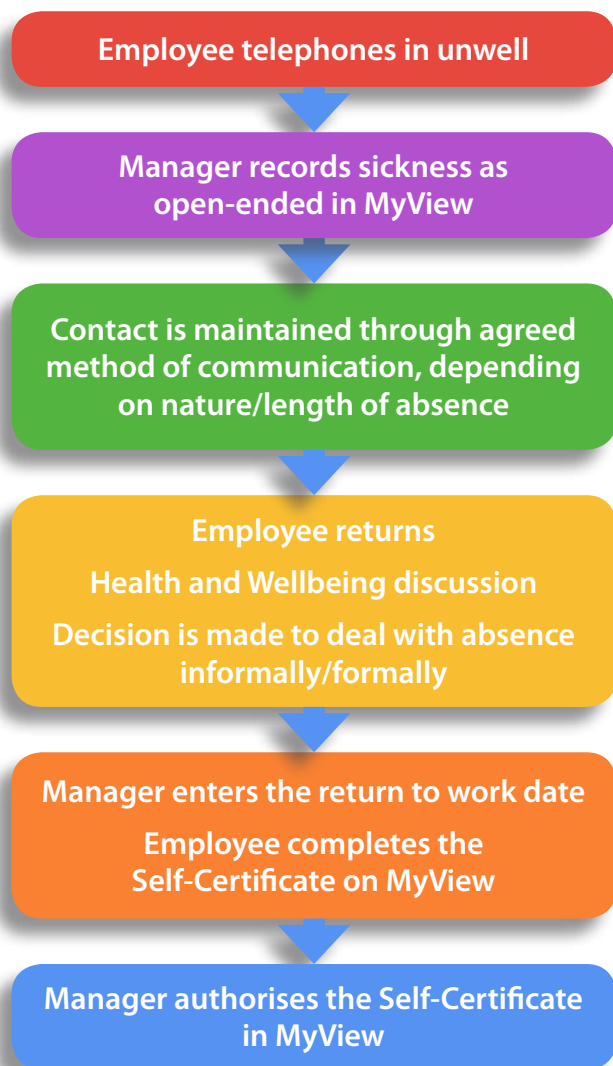 Employee telephones in unwell
Manager records sickness as
open-ended in MyView
Contact is maintained through agreed
method of communication, depending
on nature/length of absence
Employee returns
Health and Wellbeing discussion
Decision is made to deal with absence
informally/formally
Manager enters the return to work date
Employee completes the
Self-Certificate on MyView
Manager authorises the Self-Certificate
in MyView